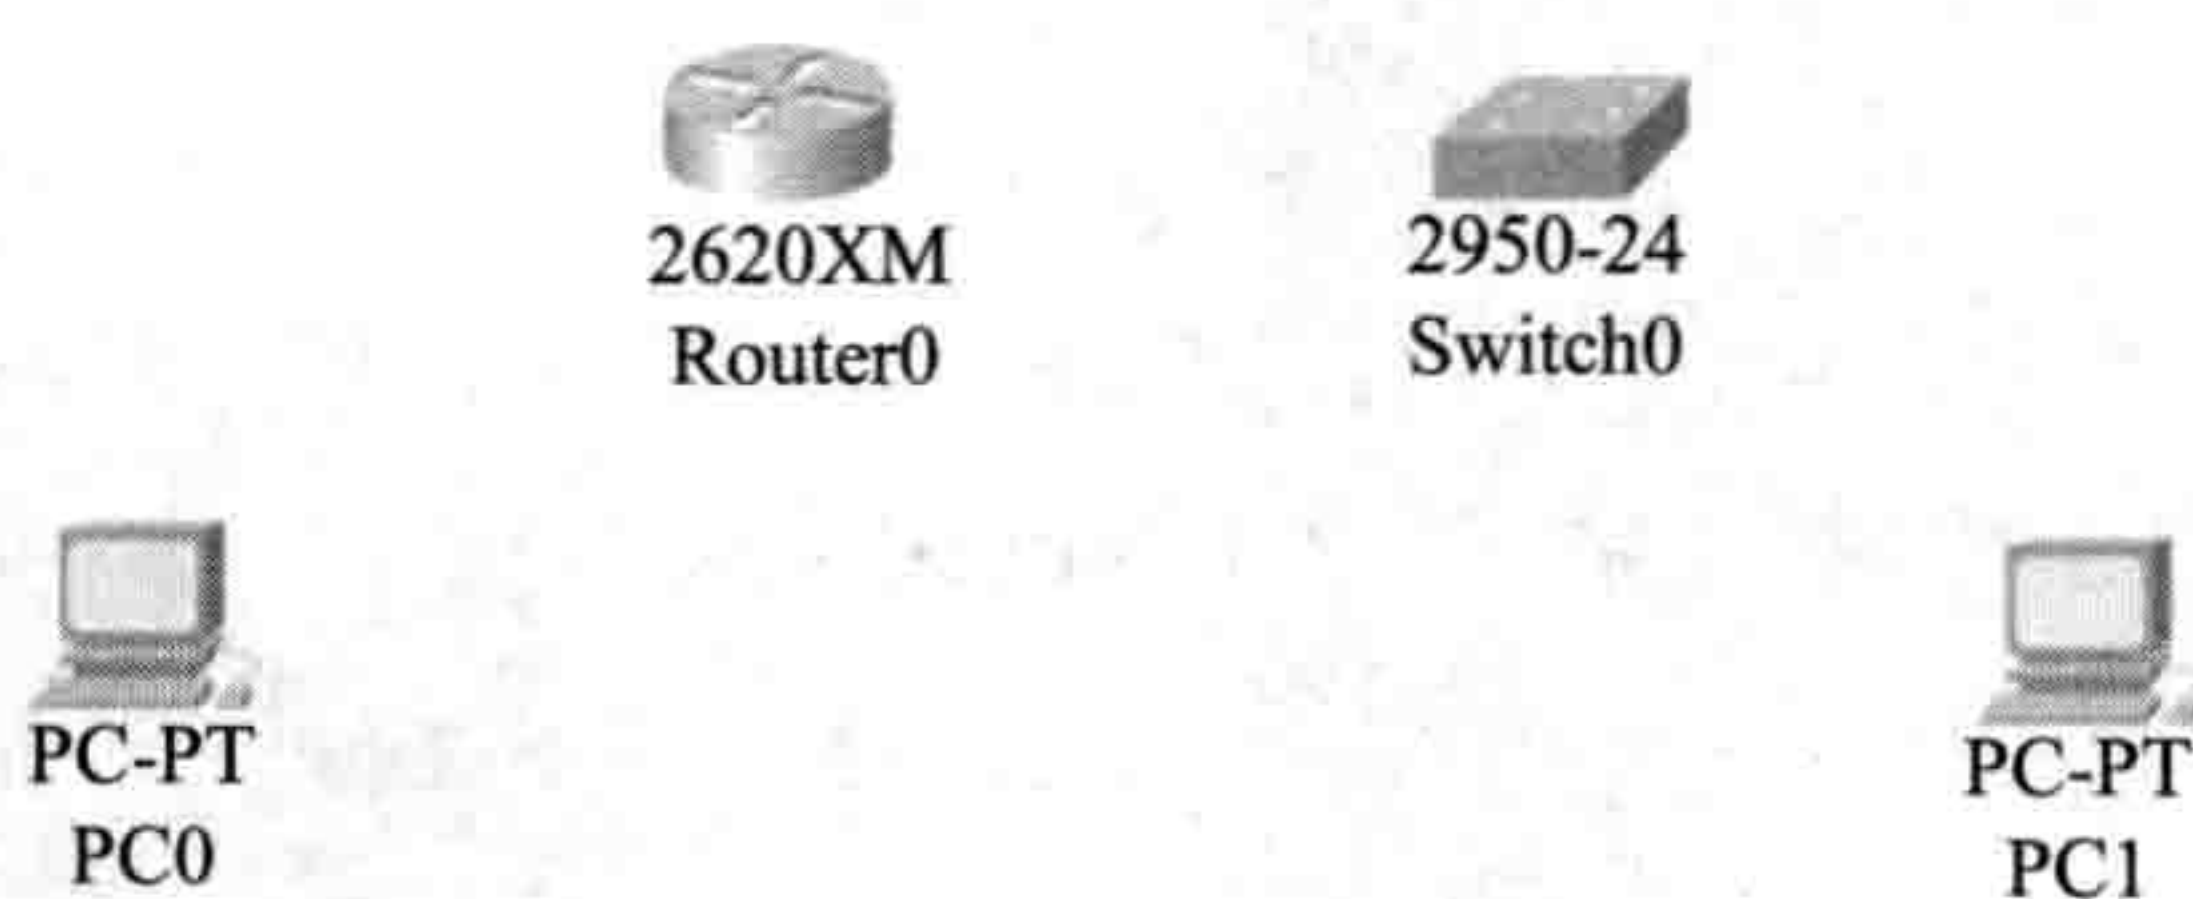 2620XM
Router0
2950-24
Switch0
PC-PT
PC0
PC-PT
PC1